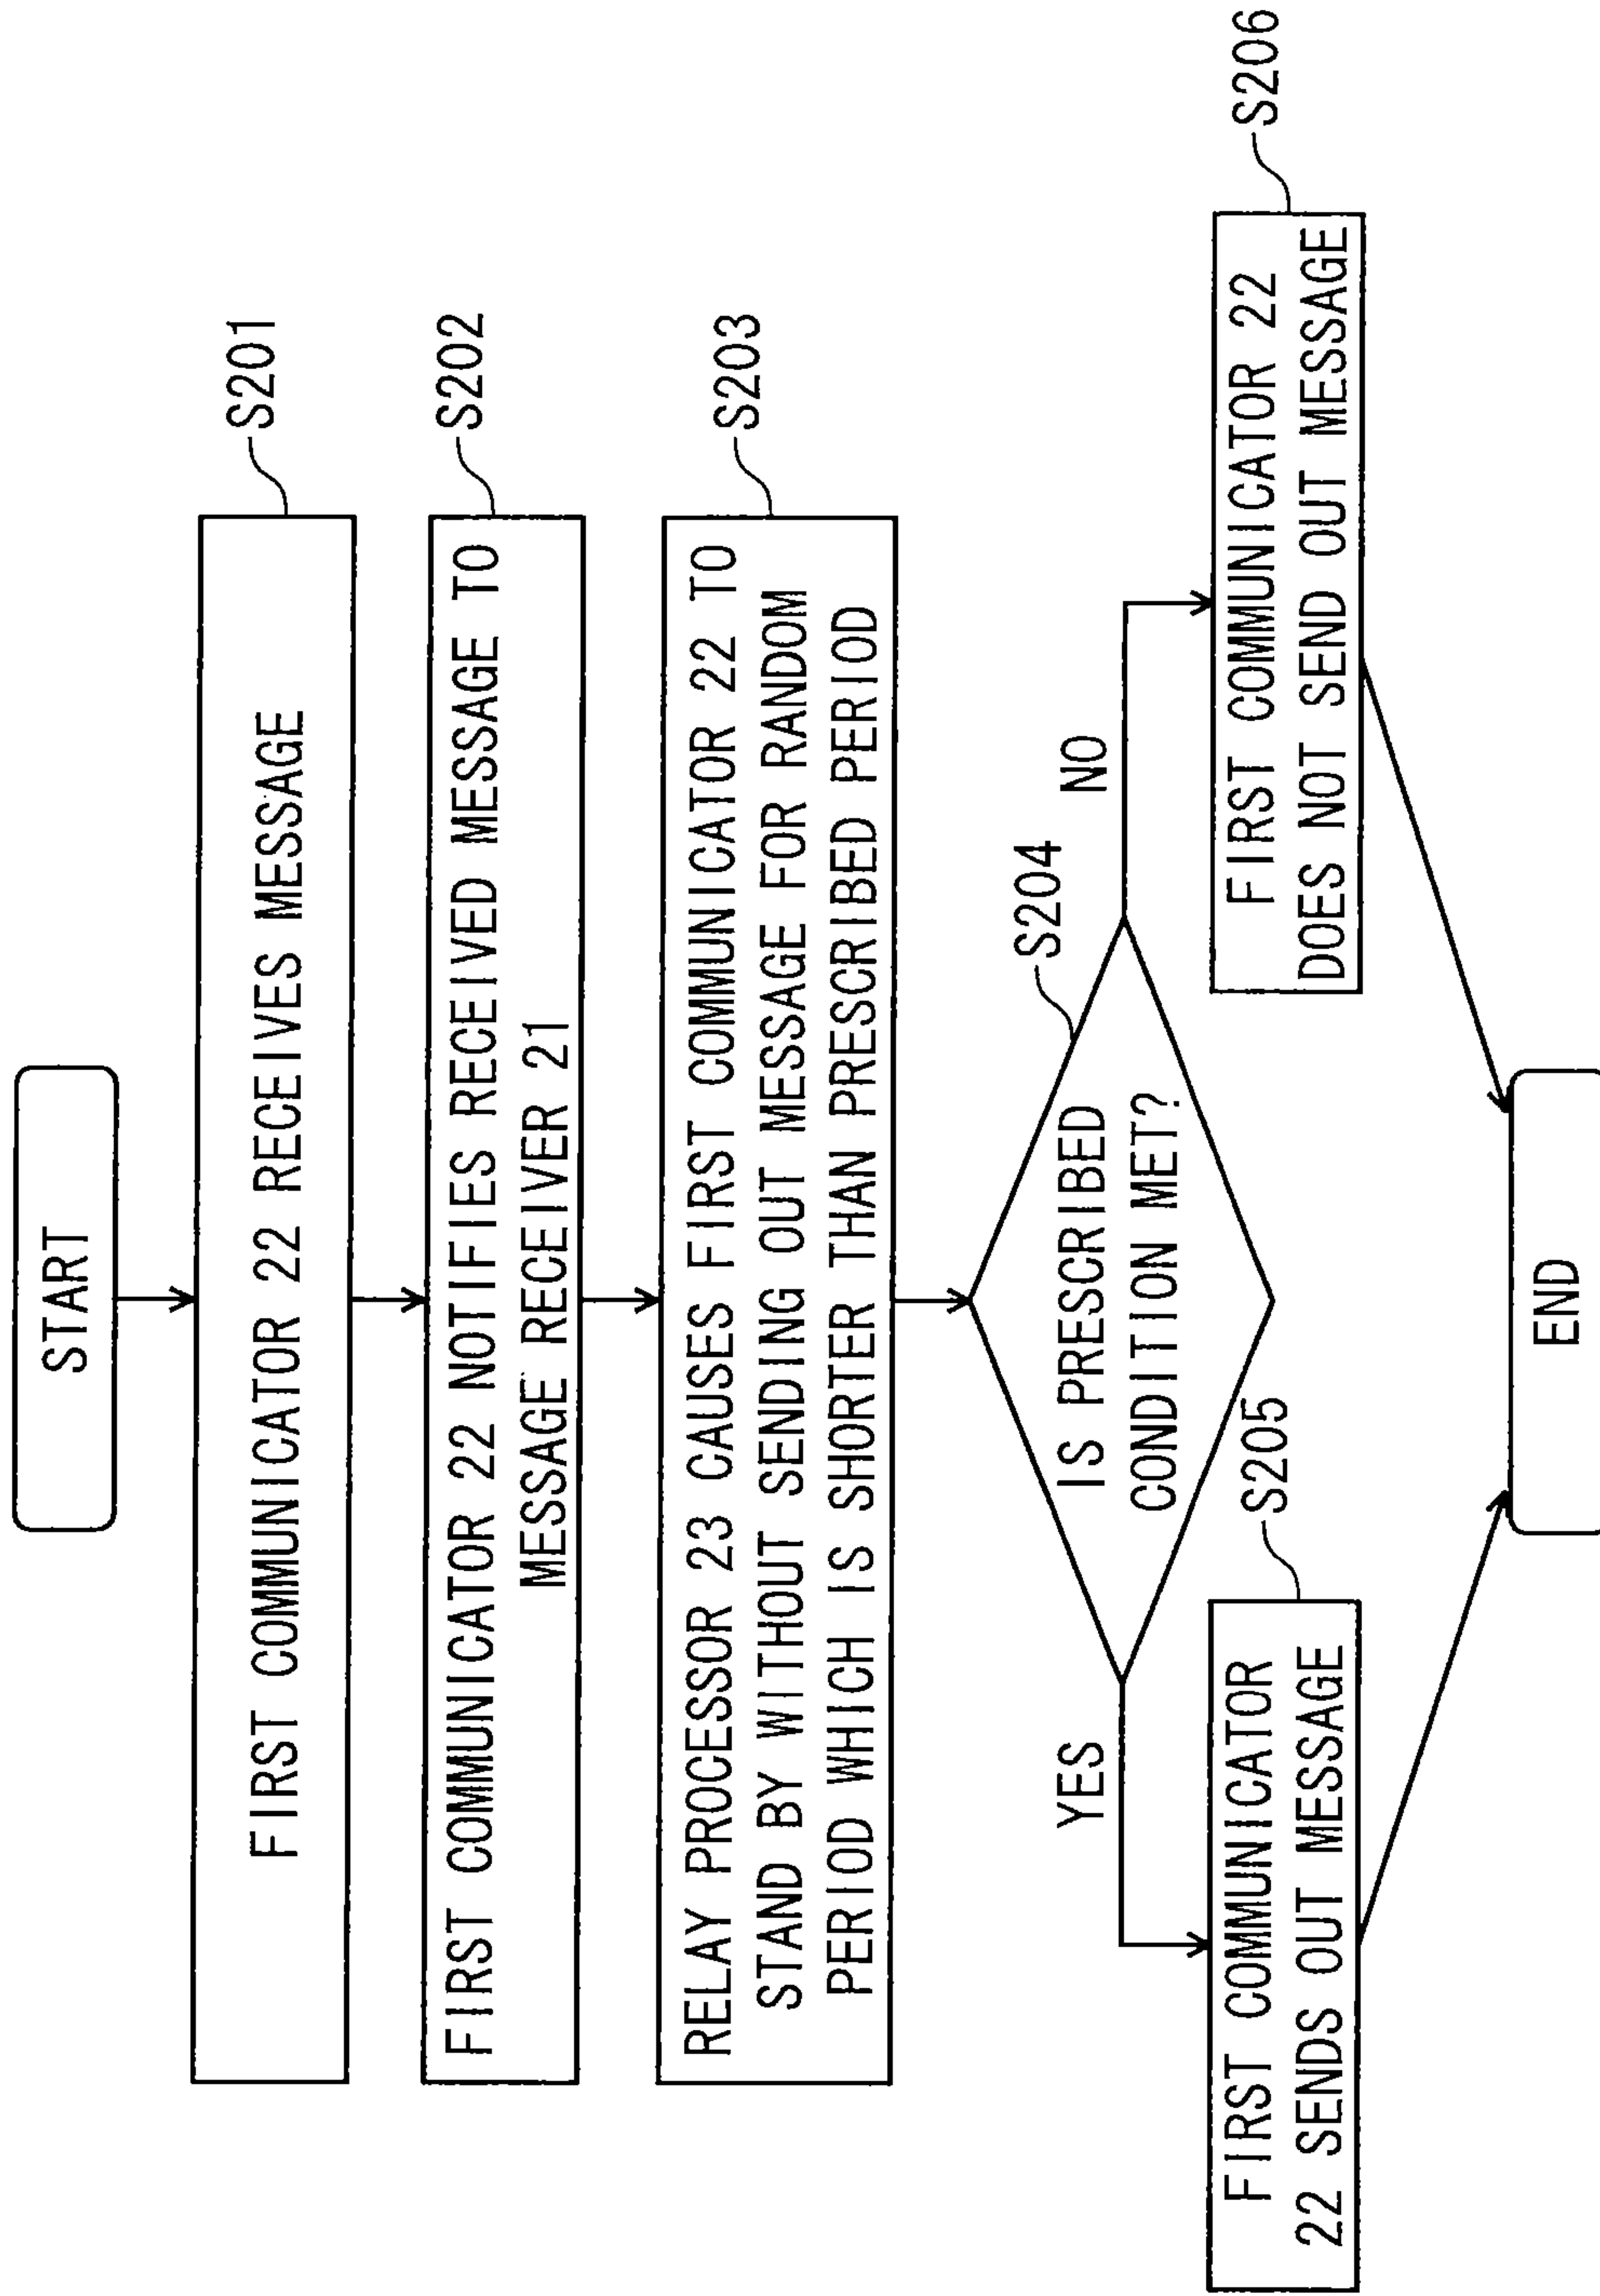 START
FIRST COMMUNICATOR 22 RECEIVES MESSAGE
S201
FIRST COMMUNICATOR 22 NOTIFIES RECEIVED MESSAGE TO
MESSAGE RECEIVER 21
S202
RELAY PROCESSOR 23 CAUSES FIRST COMMUNICATOR 22 TO
STAND BY WITHOUT SENDING OUT MESSAGE FOR RANDOM
PERIOD WHICH IS SHORTER THAN PRESCRIBED PERIOD
S203
IS PRESCRIBED
CONDITION MET?
S204
YES
NO
FIRST COMMUNICATOR
22 SENDS OUT MESSAGE
S205
FIRST COMMUNICATOR 22
DOES NOT SEND OUT MESSAGE
S206
END